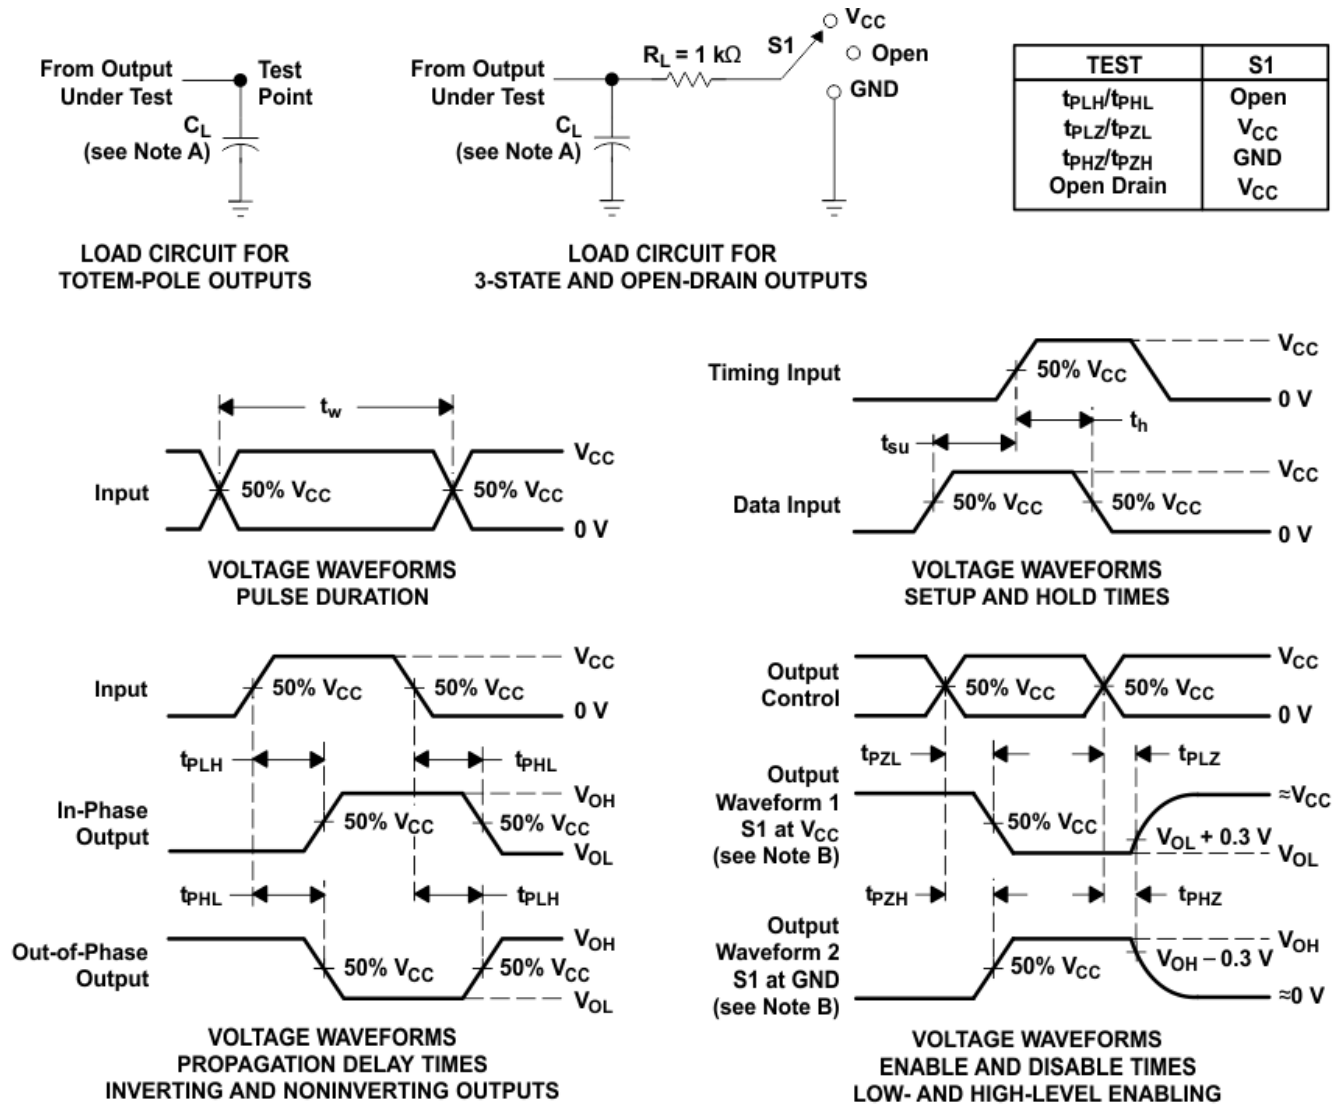 From Output
Under Test
Test
Point
CL
(see Note A)
LOAD CIRCUIT FOR
TOTEM-POLE OUTPUTS
From Output
Under Test
RL = 1 kΩ
S1
VCC
Open
GND
CL
(see Note A)
LOAD CIRCUIT FOR
3-STATE AND OPEN-DRAIN OUTPUTS
TEST S1
tPLH/tPHL Open
tPLZ/tPZL VCC
tPHZ/tPZH GND
Open Drain VCC
tw
Input
50% VCC
50% VCC
VCC
0 V
VOLTAGE WAVEFORMS
PULSE DURATION
Timing Input
50% VCC
VCC
0 V
tsu
th
Data Input
50% VCC
50% VCC
VCC
0 V
VOLTAGE WAVEFORMS
SETUP AND HOLD TIMES
Input
50% VCC
50% VCC
VCC
0 V
tPLH
tPHL
In-Phase
Output
50% VCC
50% VCC
VOH
VOL
tPHL
tPLH
Out-of-Phase
Output
50% VCC
50% VCC
VOH
VOL
VOLTAGE WAVEFORMS
PROPAGATION DELAY TIMES
INVERTING AND NONINVERTING OUTPUTS
Output
Control
50% VCC
50% VCC
VCC
0 V
tPZL
tPLZ
Output
Waveform 1
S1 at VCC
(see Note B)
50% VCC
VOL + 0.3 V
≈VCC
VOL
tPZH
tPHZ
Output
Waveform 2
S1 at GND
(see Note B)
50% VCC
VOH − 0.3 V
VOH
≈0 V
VOLTAGE WAVEFORMS
ENABLE AND DISABLE TIMES
LOW- AND HIGH-LEVEL ENABLING